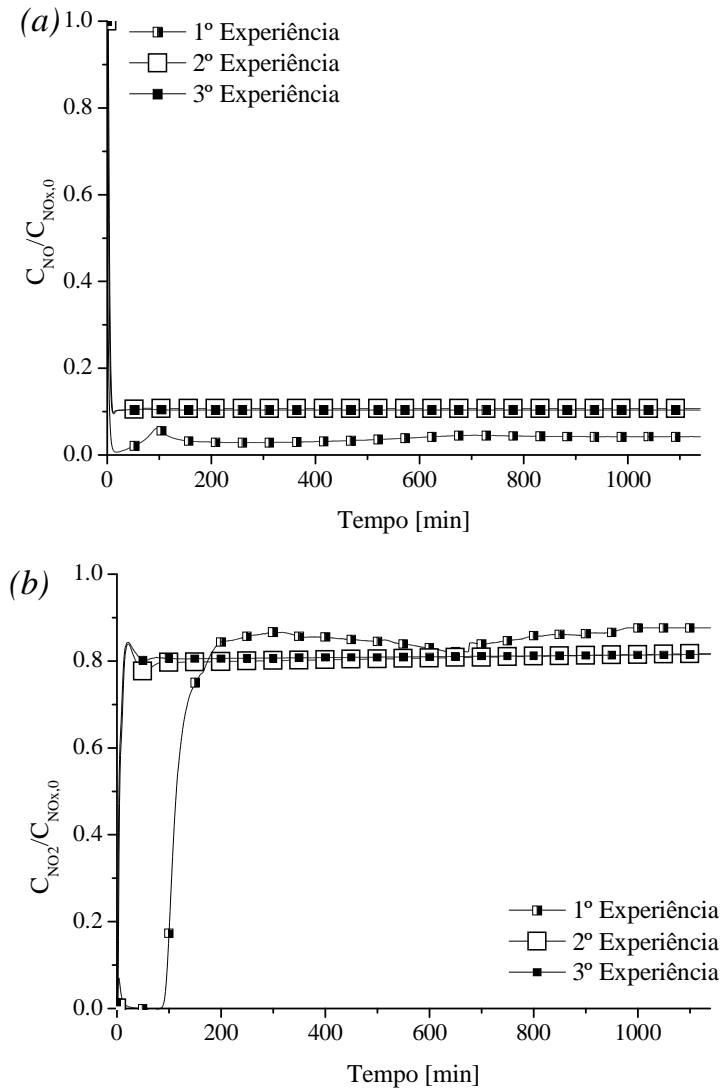 (a)
1.0
0.8
0.6
0.4
0.2
0.0
C_NO/C_NOx,0
1º Experiência
2º Experiência
3º Experiência
0 200 400 600 800 1000
Tempo [min]
(b)
1.0
0.8
0.6
0.4
0.2
0.0
C_NO2/C_NOx,0
1º Experiência
2º Experiência
3º Experiência
0 200 400 600 800 1000
Tempo [min]